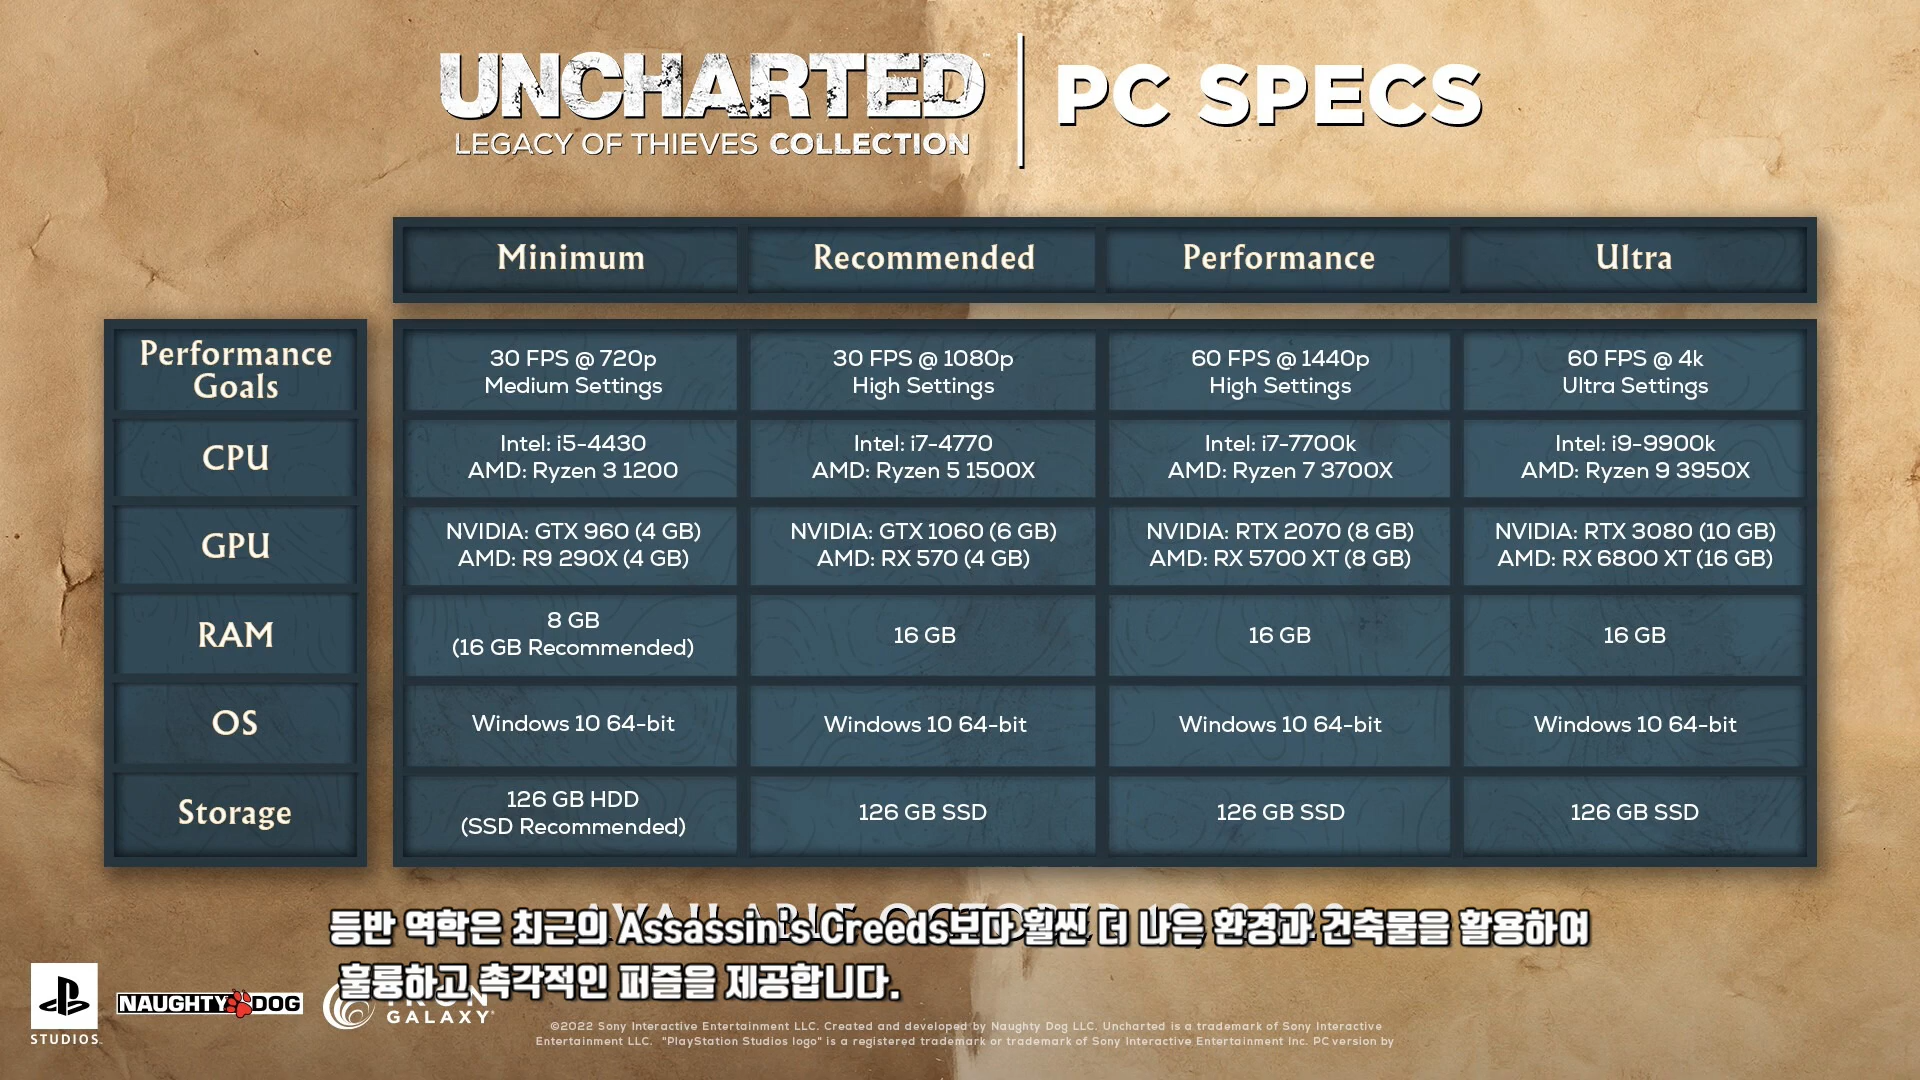 UNCHARTED
LEGACY OF THIEVES COLLECTION
PC SPECS
Minimum Recommended Performance Ultra
Performance Goals
30 FPS @ 720p
Medium Settings
30 FPS @ 1080p
High Settings
60 FPS @ 1440p
High Settings
60 FPS @ 4k
Ultra Settings
CPU
Intel: i5-4430
AMD: Ryzen 3 1200
Intel: i7-4770
AMD: Ryzen 5 1500X
Intel: i7-7700k
AMD: Ryzen 7 3700X
Intel: i9-9900k
AMD: Ryzen 9 3950X
GPU
NVIDIA: GTX 960 (4 GB)
AMD: R9 290X (4 GB)
NVIDIA: GTX 1060 (6 GB)
AMD: RX 570 (4 GB)
NVIDIA: RTX 2070 (8 GB)
AMD: RX 5700 XT (8 GB)
NVIDIA: RTX 3080 (10 GB)
AMD: RX 6800 XT (16 GB)
RAM
8 GB
(16 GB Recommended)
16 GB
16 GB
16 GB
OS
Windows 10 64-bit
Windows 10 64-bit
Windows 10 64-bit
Windows 10 64-bit
Storage
126 GB HDD
(SSD Recommended)
126 GB SSD
126 GB SSD
126 GB SSD
등반 역학은 최근의 Assassin's Creeds보다 훨씬 더 나은 환경과 건축물을 활용하여
훌륭하고 촉각적인 퍼즐을 제공합니다.
STUDIOS
NAUGHTY DOG
GALAXY
©2022 Sony Interactive Entertainment LLC. Created and developed by Naughty Dog LLC. Uncharted is a trademark of Sony Interactive
Entertainment LLC. "PlayStation Studios logo" is a registered trademark or trademark of Sony Interactive Entertainment Inc. PC version by